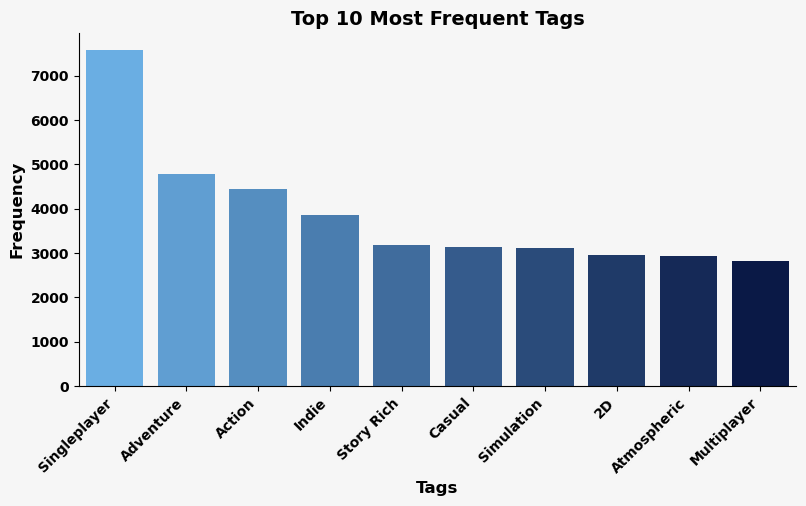 Top 10 Most Frequent Tags
Frequency
7000
6000
5000
4000
3000
2000
1000
0
Singleplayer
Adventure
Action
Indie
Story Rich
Casual
Simulation
2D
Atmospheric
Multiplayer
Tags